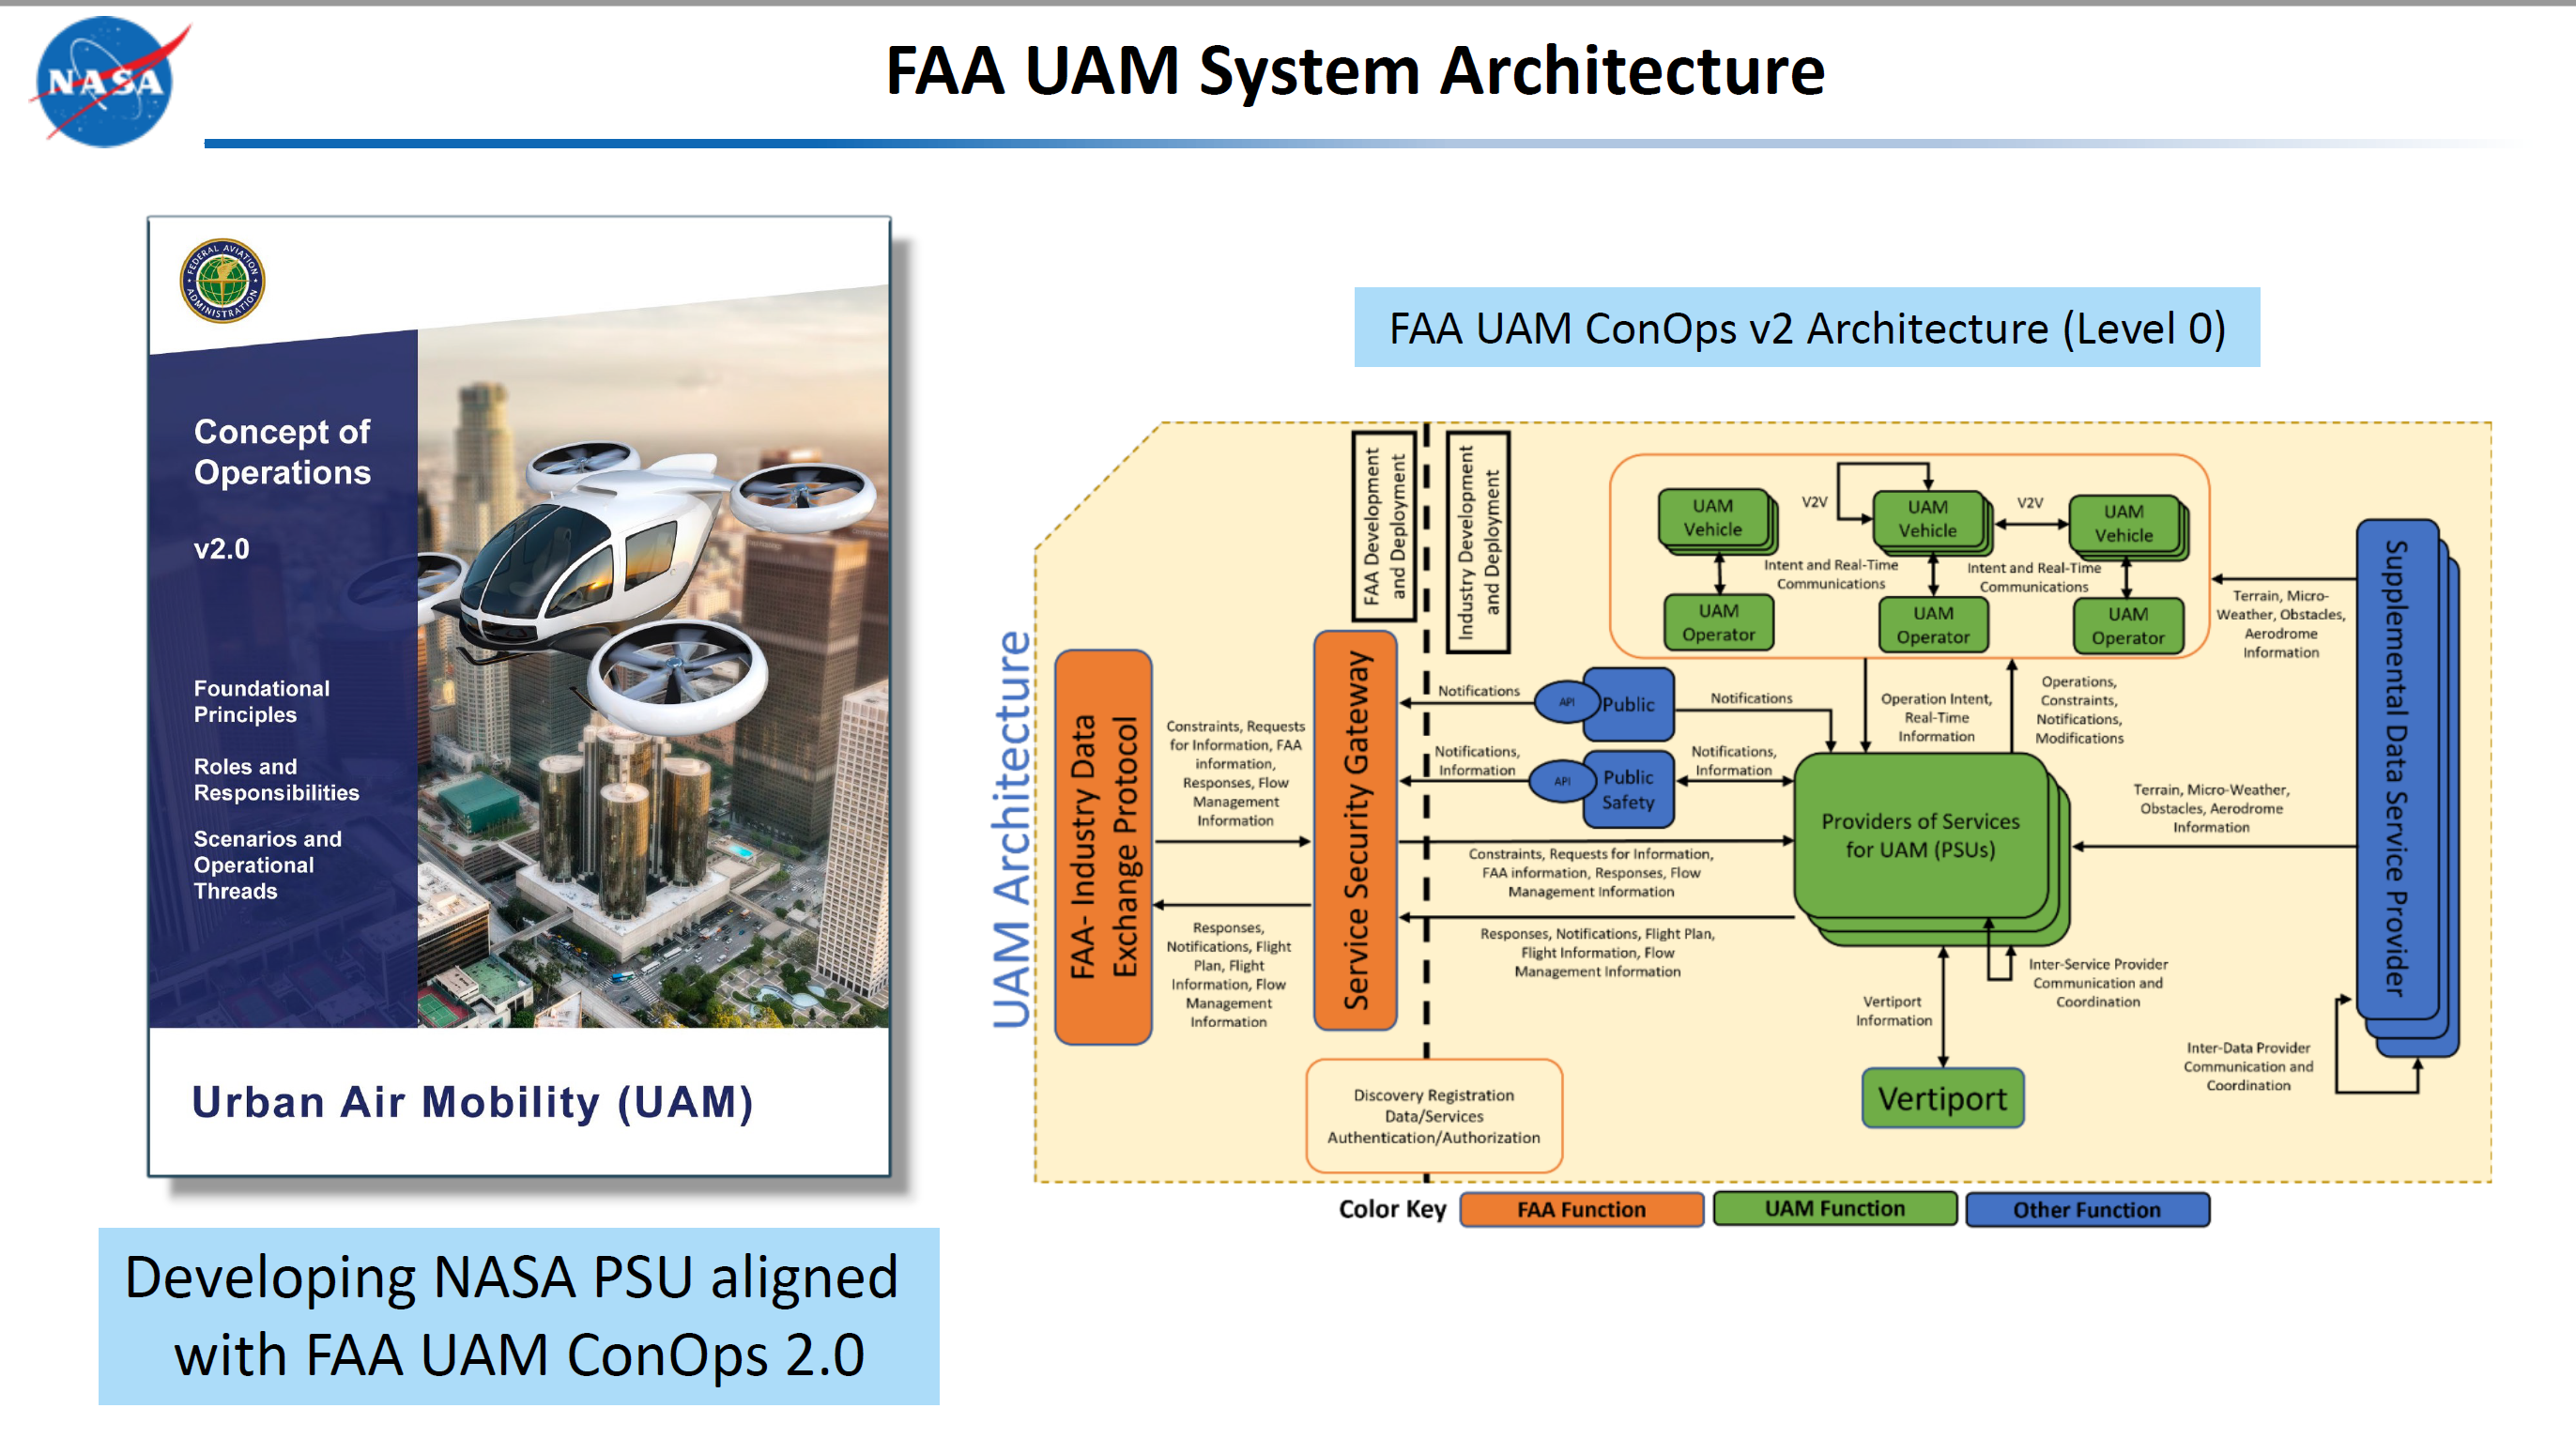 NASA
FAA UAM System Architecture
FEDERAL AVIATION
ADMINISTRATION
Concept of
Operations
v2.0
Foundational
Principles
Roles and
Responsibilities
Scenarios and
Operational
Threads
Urban Air Mobility (UAM)
Developing NASA PSU aligned
with FAA UAM ConOps 2.0
FAA UAM ConOps v2 Architecture (Level 0)
UAM Architecture
FAA Development
and Deployment
Industry Development
and Deployment
FAA- Industry Data
Exchange Protocol
Constraints, Requests
for Information, FAA
information,
Responses, Flow
Management
Information
Responses,
Notifications, Flight
Plan, Flight
Information, Flow
Management
Information
Service Security Gateway
Notifications
API
Public
Notifications
Notifications,
Information
API
Public
Safety
Notifications,
Information
Constraints, Requests for Information,
FAA information, Responses, Flow
Management Information
Responses, Notifications, Flight Plan,
Flight Information, Flow
Management Information
Discovery Registration
Data/Services
Authentication/Authorization
UAM
Vehicle
V2V
UAM
Vehicle
V2V
UAM
Vehicle
Intent and Real-Time
Communications
Intent and Real-Time
Communications
UAM
Operator
UAM
Operator
UAM
Operator
Operation Intent,
Real-Time
Information
Operations,
Constraints,
Notifications,
Modifications
Providers of Services
for UAM (PSUs)
Inter-Service Provider
Communication and
Coordination
Vertiport
Information
Vertiport
Terrain, Micro-
Weather, Obstacles,
Aerodrome
Information
Terrain, Micro-Weather,
Obstacles, Aerodrome
Information
Supplemental Data Service Provider
Inter-Data Provider
Communication and
Coordination
Color Key
FAA Function
UAM Function
Other Function